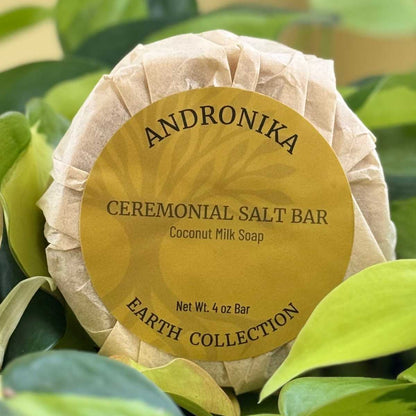 ANDRONIKA
CEREMONIAL SALT BAR
Coconut Milk Soap
Net Wt. 4 oz Bar
EARTH COLLECTION